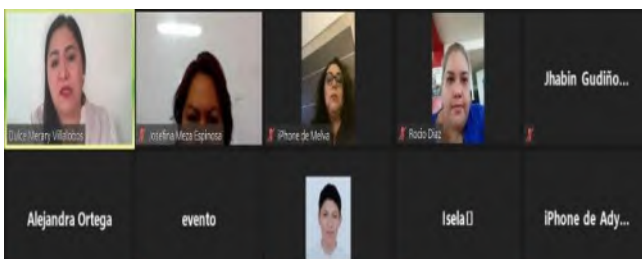 Dulce Merary Villalobos
Josefina Meza Espinosa
iPhone de Melva
Rocio Diaz
Jhabin Gudiño...
Alejandra Ortega
evento
Isela▯
iPhone de Ady...